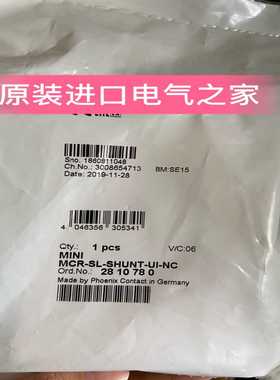 原装进口电气之家
Sno. 1860811048
Ch.No.: 3008654713
BM:SE15
Date: 2019-11-28
4 046356 305341
Qty.: 1 pcs
V/C:06
MINI
MCR-SL-SHUNT-UI-NC
Ord.No.: 28 10 78 0
Made by Phoenix Contact in Germany